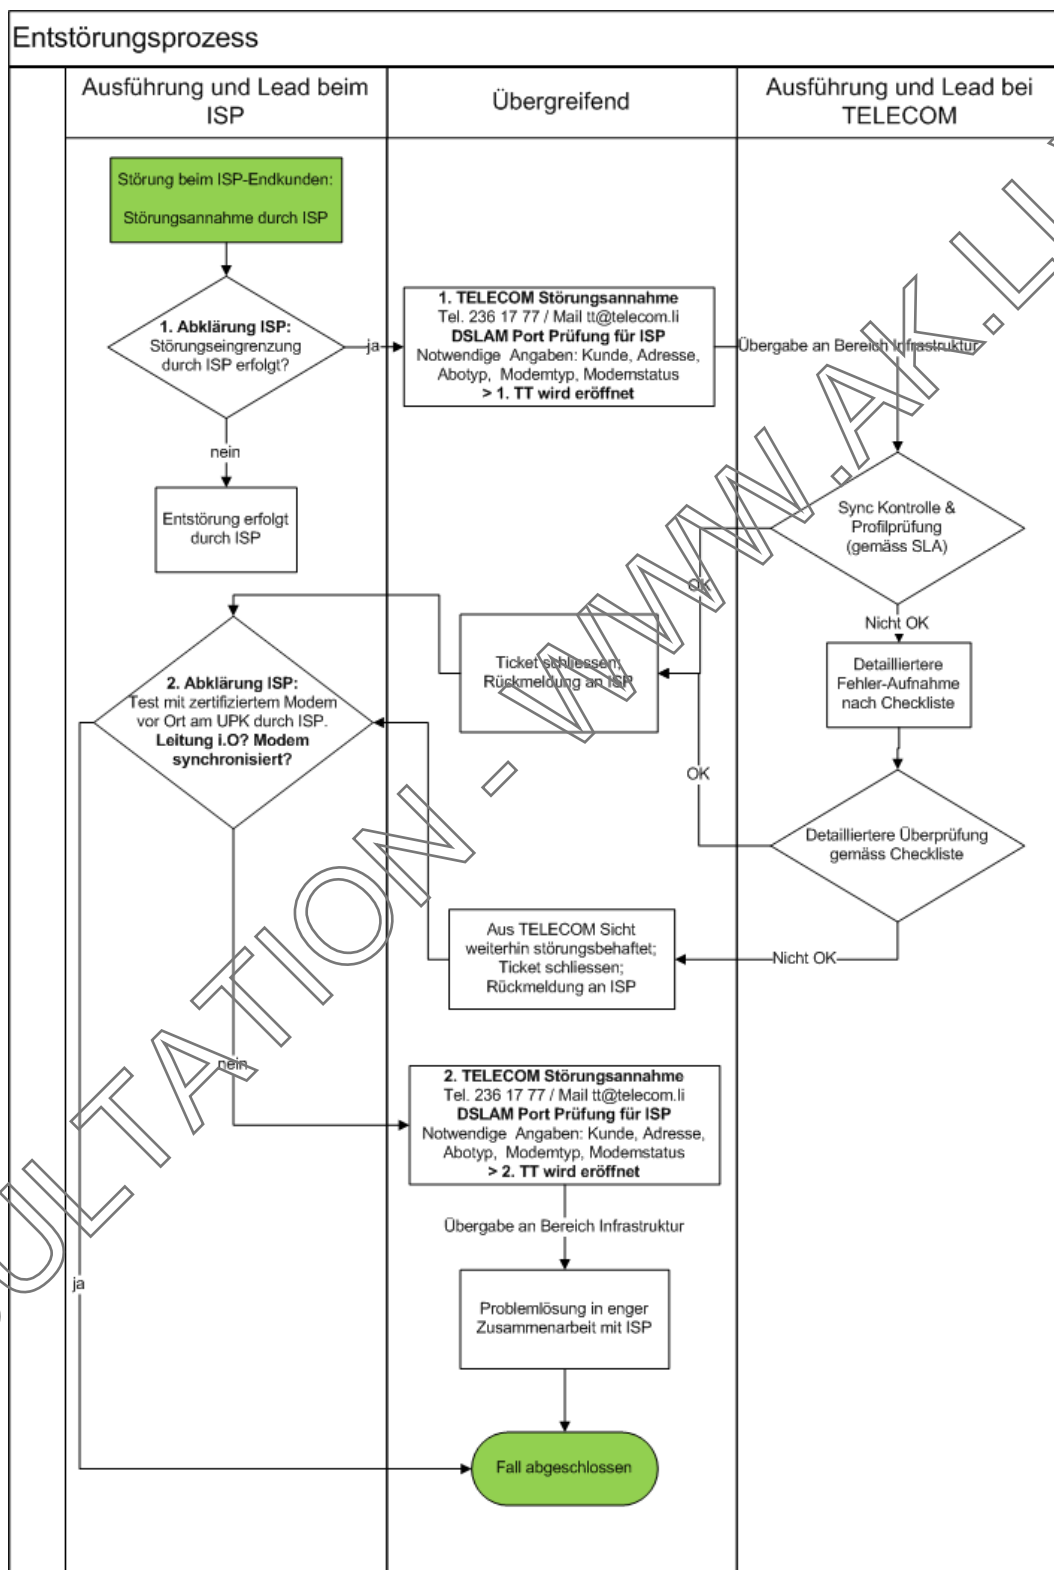 Entstörungsprozess
Ausführung und Lead beim
ISP
Übergreifend
Ausführung und Lead bei
TELECOM
Störung beim ISP-Endkunden:
Störungsannahme durch ISP
1. Abklärung ISP:
Störungseingrenzung
durch ISP erfolgt?
ja
1. TELECOM Störungsannahme
Tel. 236 17 77 / Mail tt@telecom.li
DSLAM Port Prüfung für ISP
Notwendige Angaben: Kunde, Adresse,
Abotyp, Modemtyp, Modemstatus
> 1. TT wird eröffnet
Übergabe an Bereich Infrastruktur
nein
Entstörung erfolgt
durch ISP
Sync Kontrolle &
Profilprüfung
(gemäss SLA)
OK
Nicht OK
Ticket schliessen;
Rückmeldung an ISP
Detailliertere
Fehler-Aufnahme
nach Checkliste
2. Abklärung ISP:
Test mit zertifiziertem Modem
vor Ort am UPK durch ISP.
Leitung i.O? Modem
synchronisiert?
OK
Detailliertere Überprüfung
gemäss Checkliste
Aus TELECOM Sicht
weiterhin störungsbehaftet;
Ticket schliessen;
Rückmeldung an ISP
Nicht OK
nein
2. TELECOM Störungsannahme
Tel. 236 17 77 / Mail tt@telecom.li
DSLAM Port Prüfung für ISP
Notwendige Angaben: Kunde, Adresse,
Abotyp, Modemtyp, Modemstatus
> 2. TT wird eröffnet
Übergabe an Bereich Infrastruktur
ja
Problemlösung in enger
Zusammenarbeit mit ISP
Fall abgeschlossen
ULTATION - WWW.AK.LI